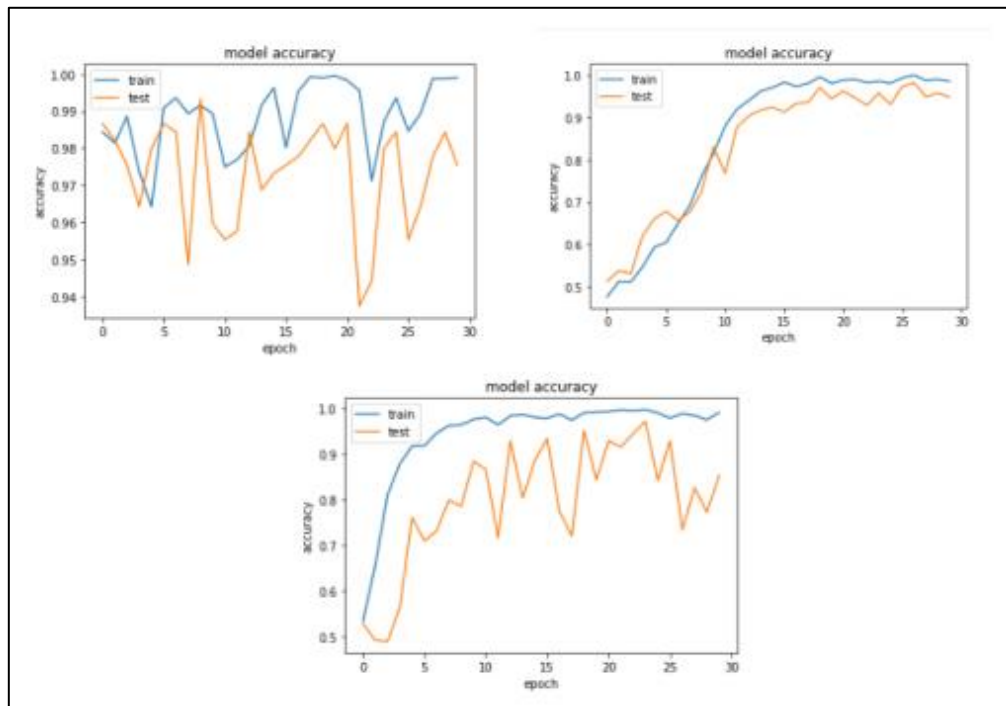 model accuracy
train
test
accuracy
1.00
0.99
0.98
0.97
0.96
0.95
0.94
0 5 10 15 20 25 30
epoch
model accuracy
train
test
accuracy
1.0
0.9
0.8
0.7
0.6
0.5
0 5 10 15 20 25 30
epoch
model accuracy
train
test
accuracy
1.0
0.9
0.8
0.7
0.6
0.5
0 5 10 15 20 25 30
epoch